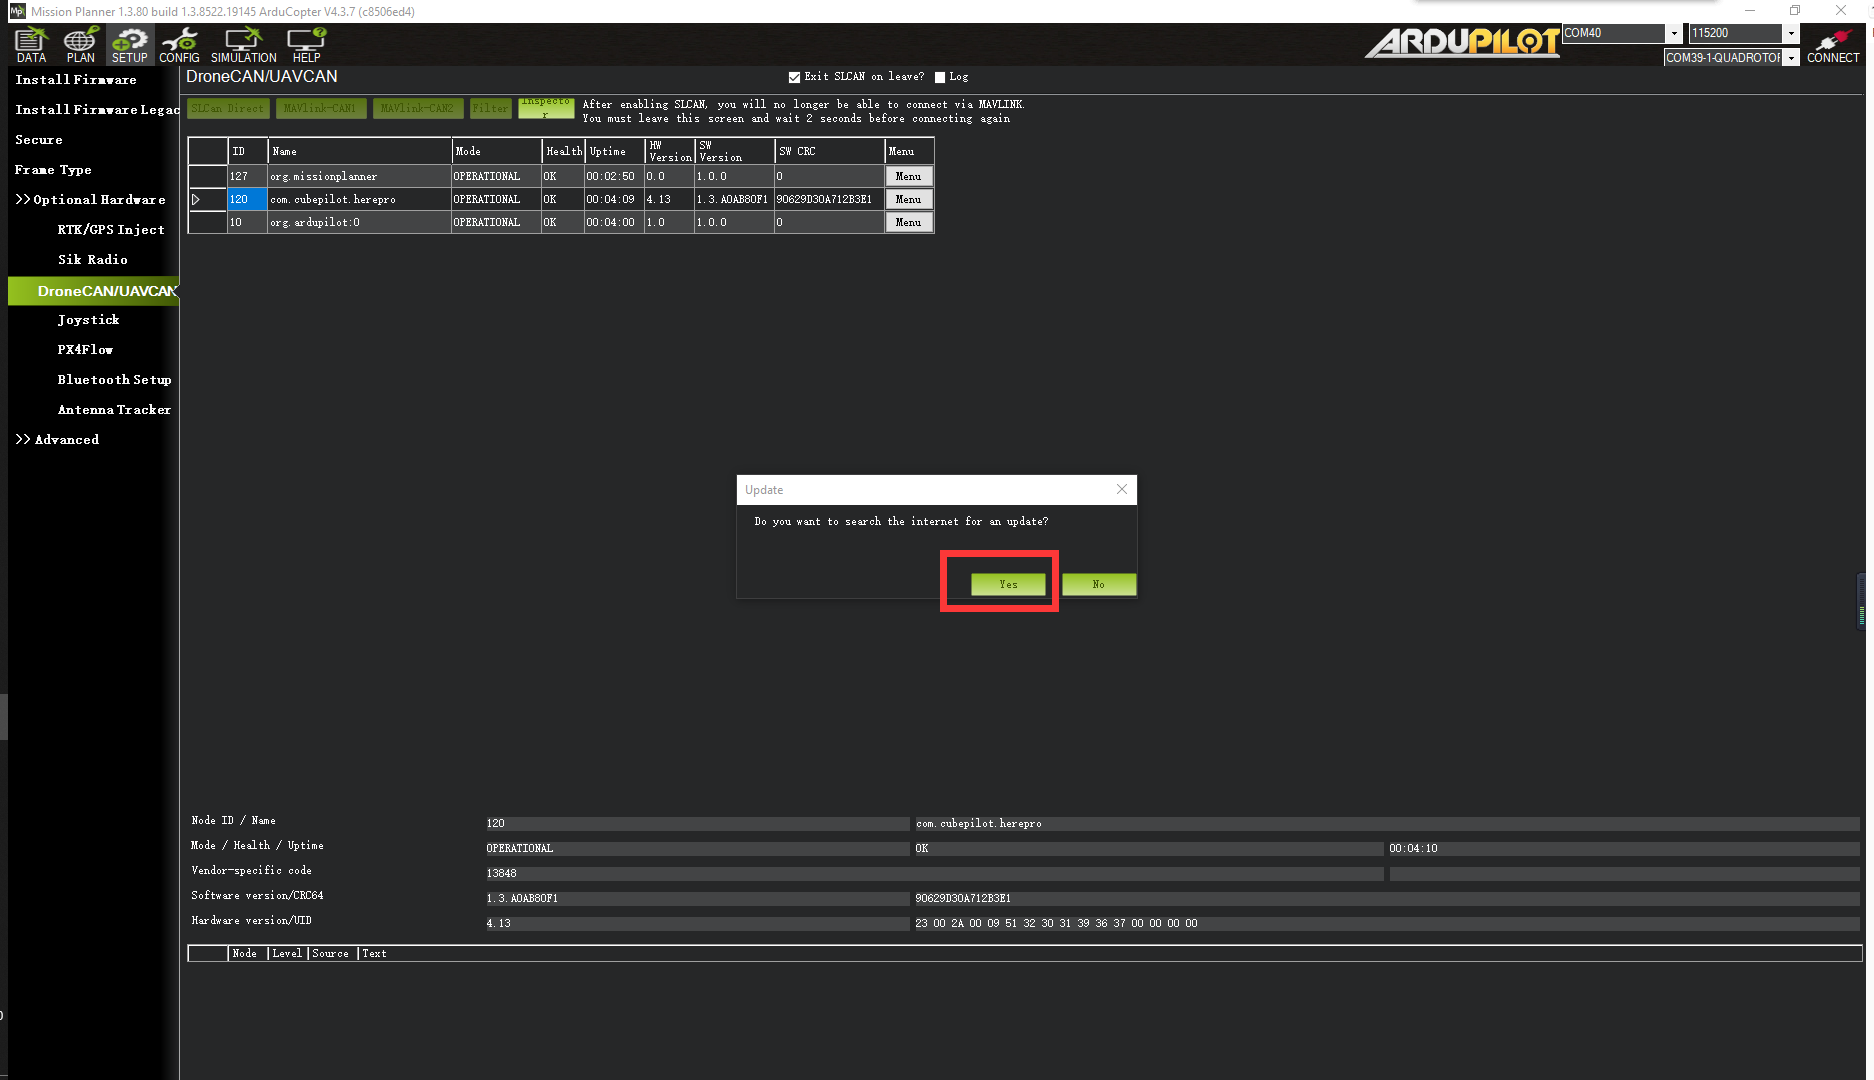 Mission Planner 1.3.80 build 1.3.8522.19145 ArduCopter V4.3.7 (c8506ed4)
DATA PLAN SETUP CONFIG SIMULATION HELP
ARDUPILOT
COM40 115200
COM39-1-QUADROTOR CONNECT
Install Firmware
Install Firmware Legac
Secure
Frame Type
>> Optional Hardware
RTK/GPS Inject
Sik Radio
DroneCAN/UAVCAN
Joystick
PX4Flow
Bluetooth Setup
Antenna Tracker
>> Advanced
DroneCAN/UAVCAN
Exit SLCAN on leave? Log
SLCan Direct MAVlink-CAN1 MAVlink-CAN2 Filter Inspector
After enabling SLCAN, you will no longer be able to connect via MAVLINK.
You must leave this screen and wait 2 seconds before connecting again
ID Name Mode Health Uptime HW Version SW Version SW CRC Menu
127 org.missionplanner OPERATIONAL OK 00:02:50 0.0 1.0.0 0 Menu
120 com.cubepilot.herepro OPERATIONAL OK 00:04:09 4.13 1.3.A0AB80F1 90629D30A712B3E1 Menu
10 org.ardupilot:0 OPERATIONAL OK 00:04:00 1.0 1.0.0 0 Menu
Update
Do you want to search the internet for an update?
Yes No
Node ID / Name 120 com.cubepilot.herepro
Mode / Health / Uptime OPERATIONAL OK 00:04:10
Vendor-specific code 13848
Software version/CRC64 1.3.A0AB80F1 90629D30A712B3E1
Hardware version/UID 4.13 23 00 2A 00 09 51 32 30 31 39 36 37 00 00 00 00
Node Level Source Text